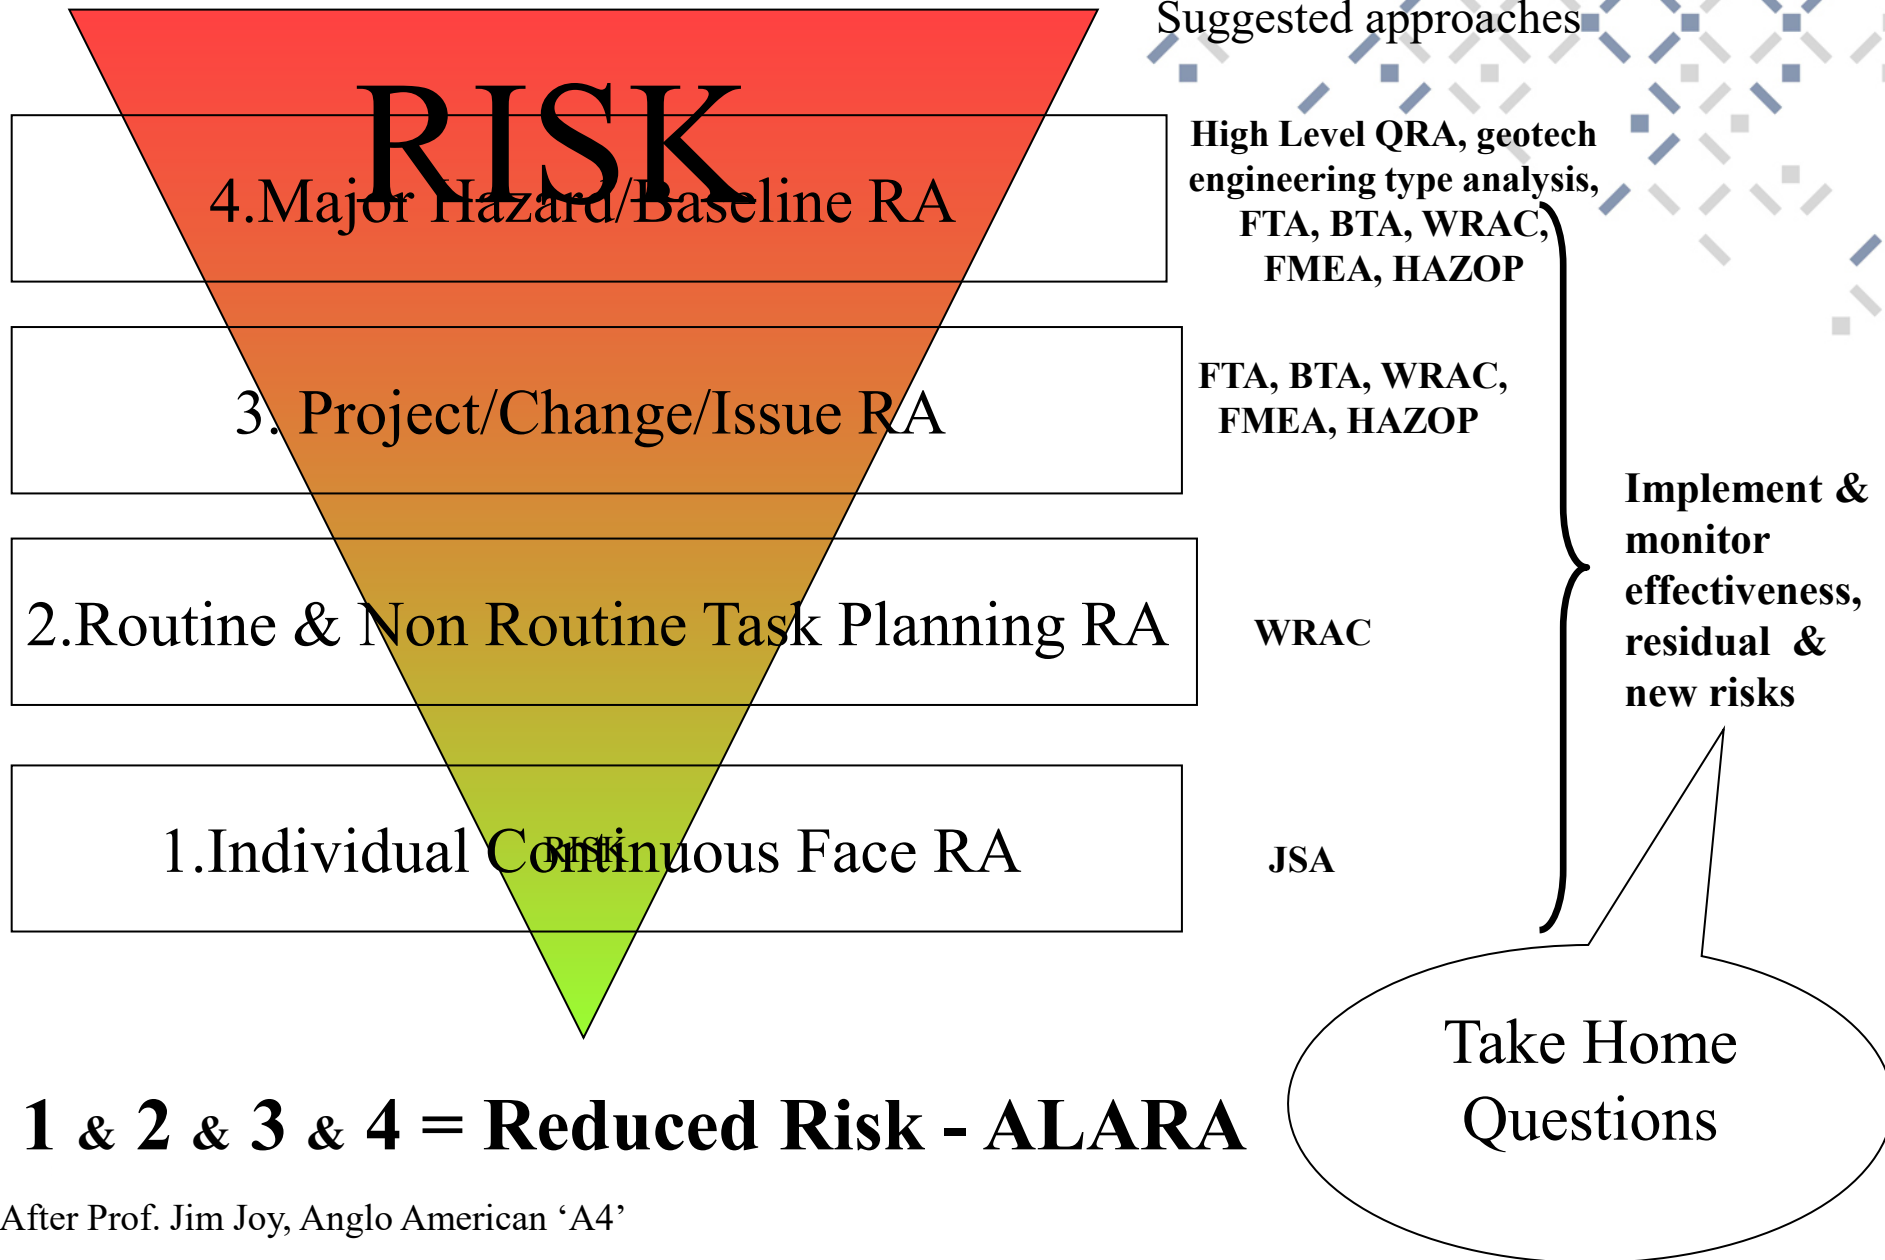 Suggested approaches
RISK
4.Major Hazard/Baseline RA
High Level QRA, geotech
engineering type analysis,
FTA, BTA, WRAC,
FMEA, HAZOP
3. Project/Change/Issue RA
FTA, BTA, WRAC,
FMEA, HAZOP
2.Routine & Non Routine Task Planning RA
WRAC
1.Individual Continuous Face RA
RISK
JSA
Implement &
monitor
effectiveness,
residual &
new risks
Take Home
Questions
1 & 2 & 3 & 4 = Reduced Risk - ALARA
After Prof. Jim Joy, Anglo American ‘A4’